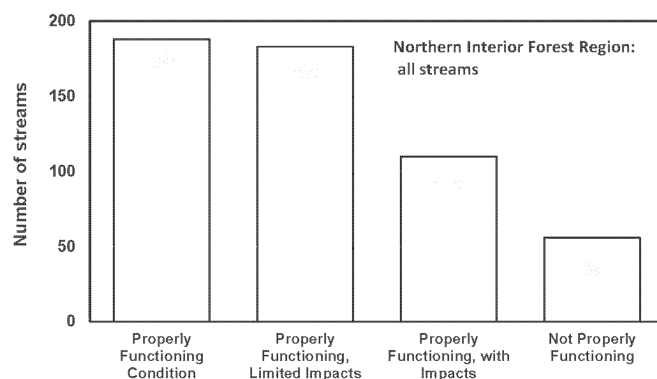 200
150
100
50
0
Number of streams
Northern Interior Forest Region:
all streams
Properly
Functioning
Condition
Properly
Functioning,
Limited Impacts
Properly
Functioning, with
Impacts
Not Properly
Functioning